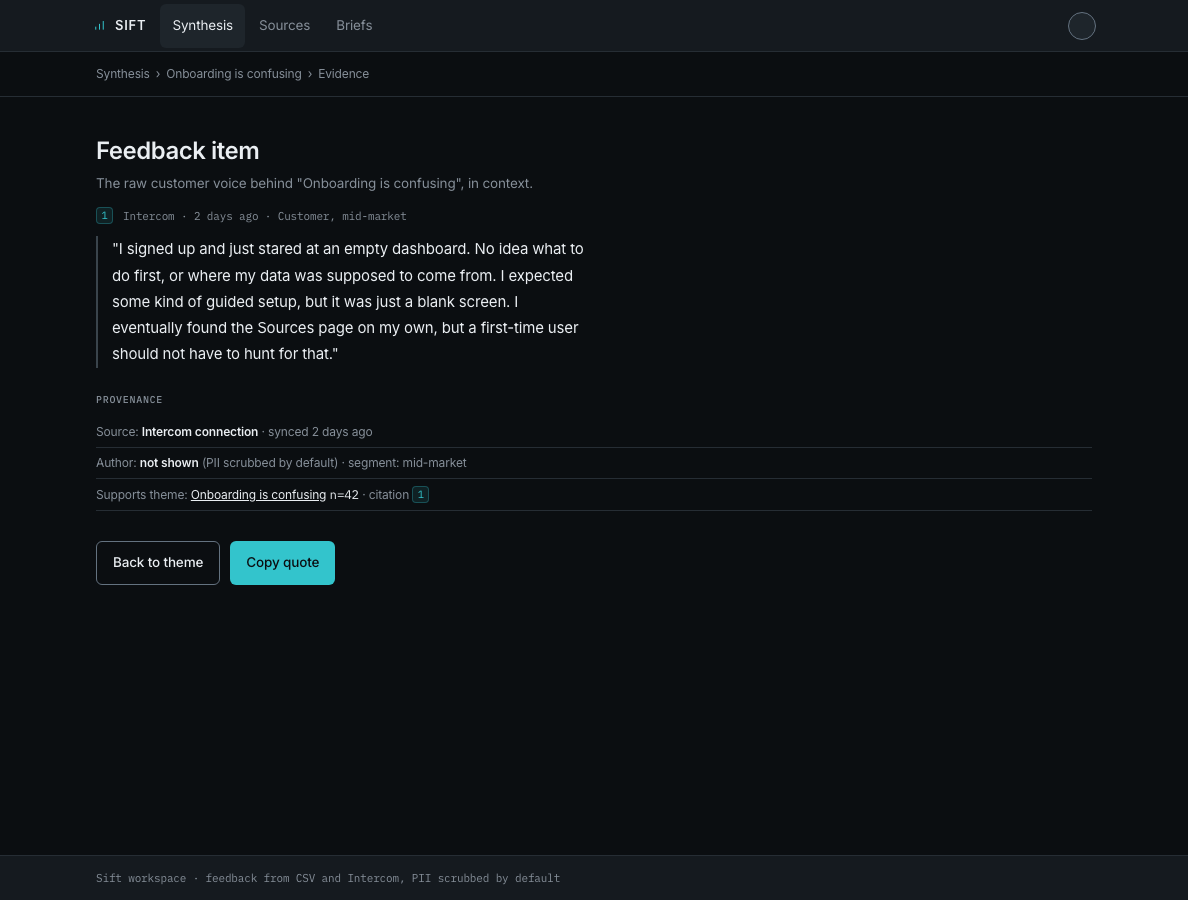 SIFT Synthesis Sources Briefs
Synthesis › Onboarding is confusing › Evidence
Feedback item
The raw customer voice behind "Onboarding is confusing", in context.
1 Intercom · 2 days ago · Customer, mid-market
"I signed up and just stared at an empty dashboard. No idea what to
do first, or where my data was supposed to come from. I expected
some kind of guided setup, but it was just a blank screen. I
eventually found the Sources page on my own, but a first-time user
should not have to hunt for that."
PROVENANCE
Source: Intercom connection · synced 2 days ago
Author: not shown (PII scrubbed by default) · segment: mid-market
Supports theme: Onboarding is confusing n=42 · citation 1
Back to theme Copy quote
Sift workspace · feedback from CSV and Intercom, PII scrubbed by default